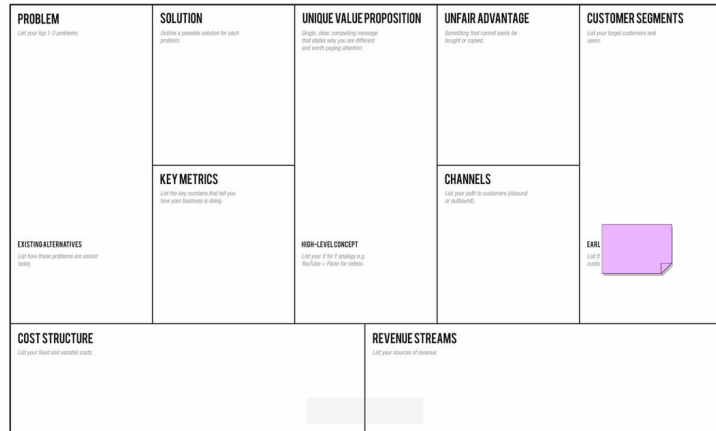 PROBLEM
List your top 1-3 problems.
EXISTING ALTERNATIVES
List how these problems are solved
today.
SOLUTION
Outline a possible solution for each
problem.
KEY METRICS
List the key numbers that tell you
how your business is doing.
UNIQUE VALUE PROPOSITION
Single, clear, compelling message
that states why you are different
and worth paying attention.
HIGH-LEVEL CONCEPT
List your X for Y analogy e.g.
YouTube = Flickr for videos.
UNFAIR ADVANTAGE
Something that cannot easily be
bought or copied.
CHANNELS
List your path to customers (inbound
or outbound).
CUSTOMER SEGMENTS
List your target customers and
users.
EARL
List
COST STRUCTURE
List your fixed and variable costs.
REVENUE STREAMS
List your sources of revenue.